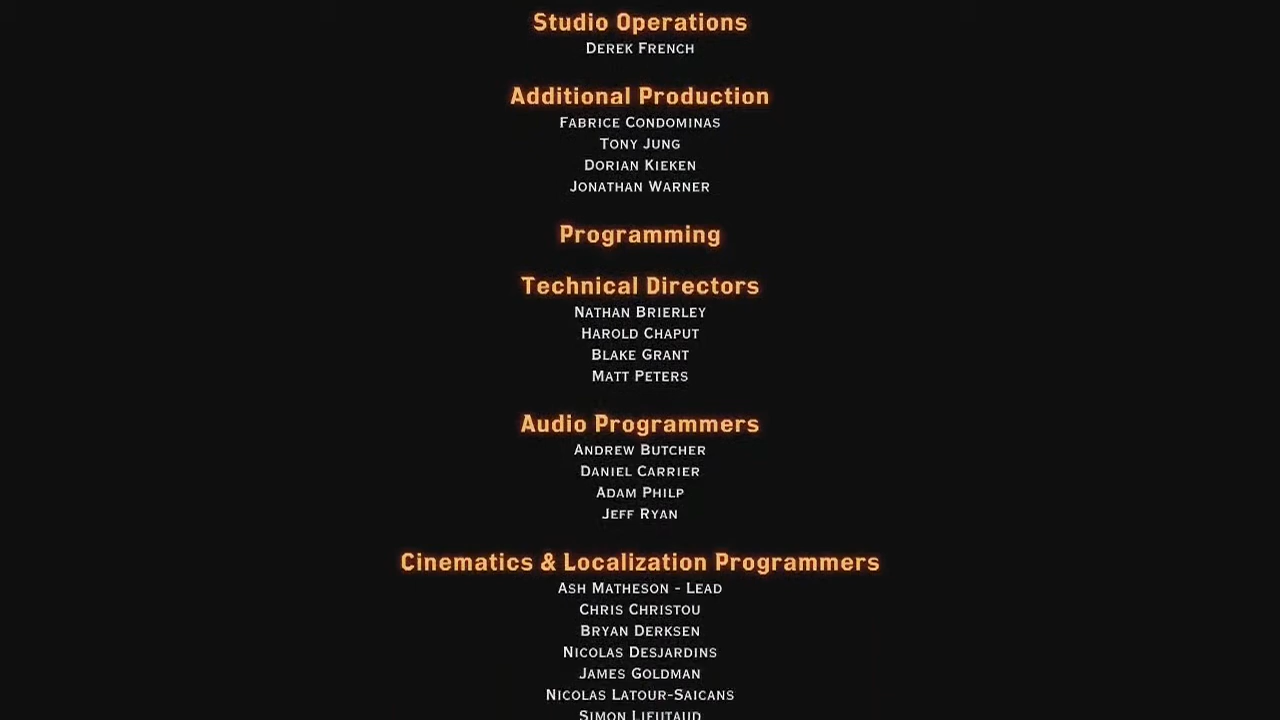 Studio Operations
DEREK FRENCH
Additional Production
FABRICE CONDOMINAS
TONY JUNG
DORIAN KIEKEN
JONATHAN WARNER
Programming
Technical Directors
NATHAN BRIERLEY
HAROLD CHAPUT
BLAKE GRANT
MATT PETERS
Audio Programmers
ANDREW BUTCHER
DANIEL CARRIER
ADAM PHILP
JEFF RYAN
Cinematics & Localization Programmers
ASH MATHESON - LEAD
CHRIS CHRISTOU
BRYAN DERKSEN
NICOLAS DESJARDINS
JAMES GOLDMAN
NICOLAS LATOUR-SAICANS
SIMON LIEUTAUD